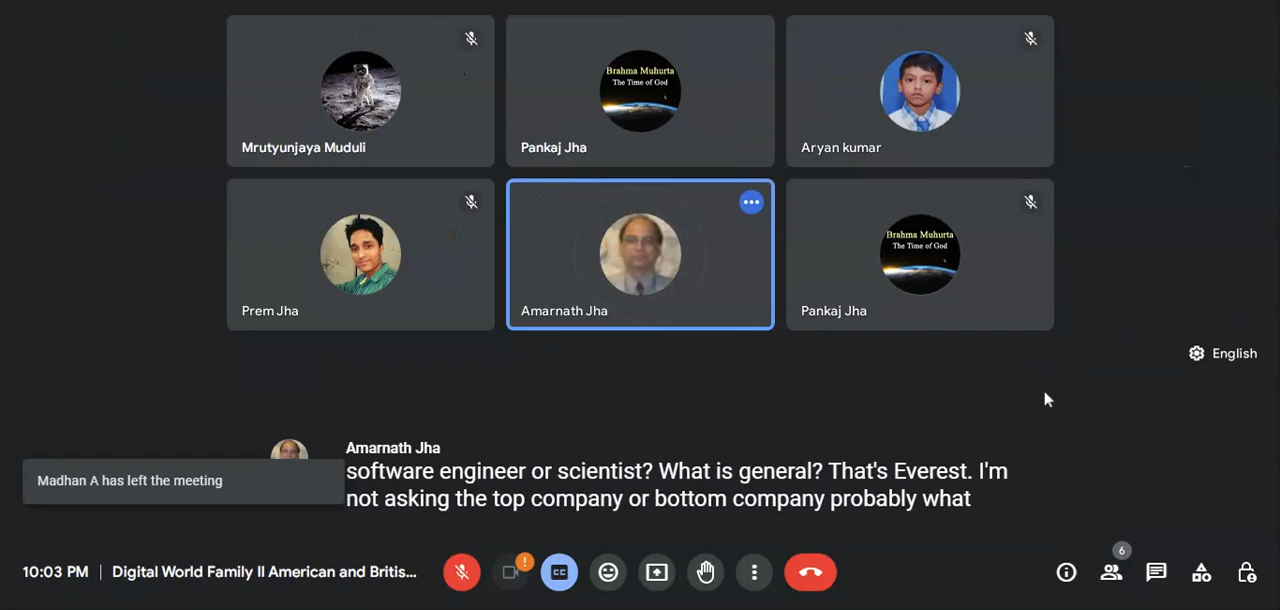 Brahma Muhurta
The Time of God
Mrutyunjaya Muduli
Pankaj Jha
Aryan kumar
Brahma Muhurta
The Time of God
Prem Jha
Amarnath Jha
Pankaj Jha
English
Amarnath Jha
software engineer or scientist? What is general? That's Everest. I'm
not asking the top company or bottom company probably what
Madhan A has left the meeting
6
10:03 PM | Digital World Family II American and Britis...